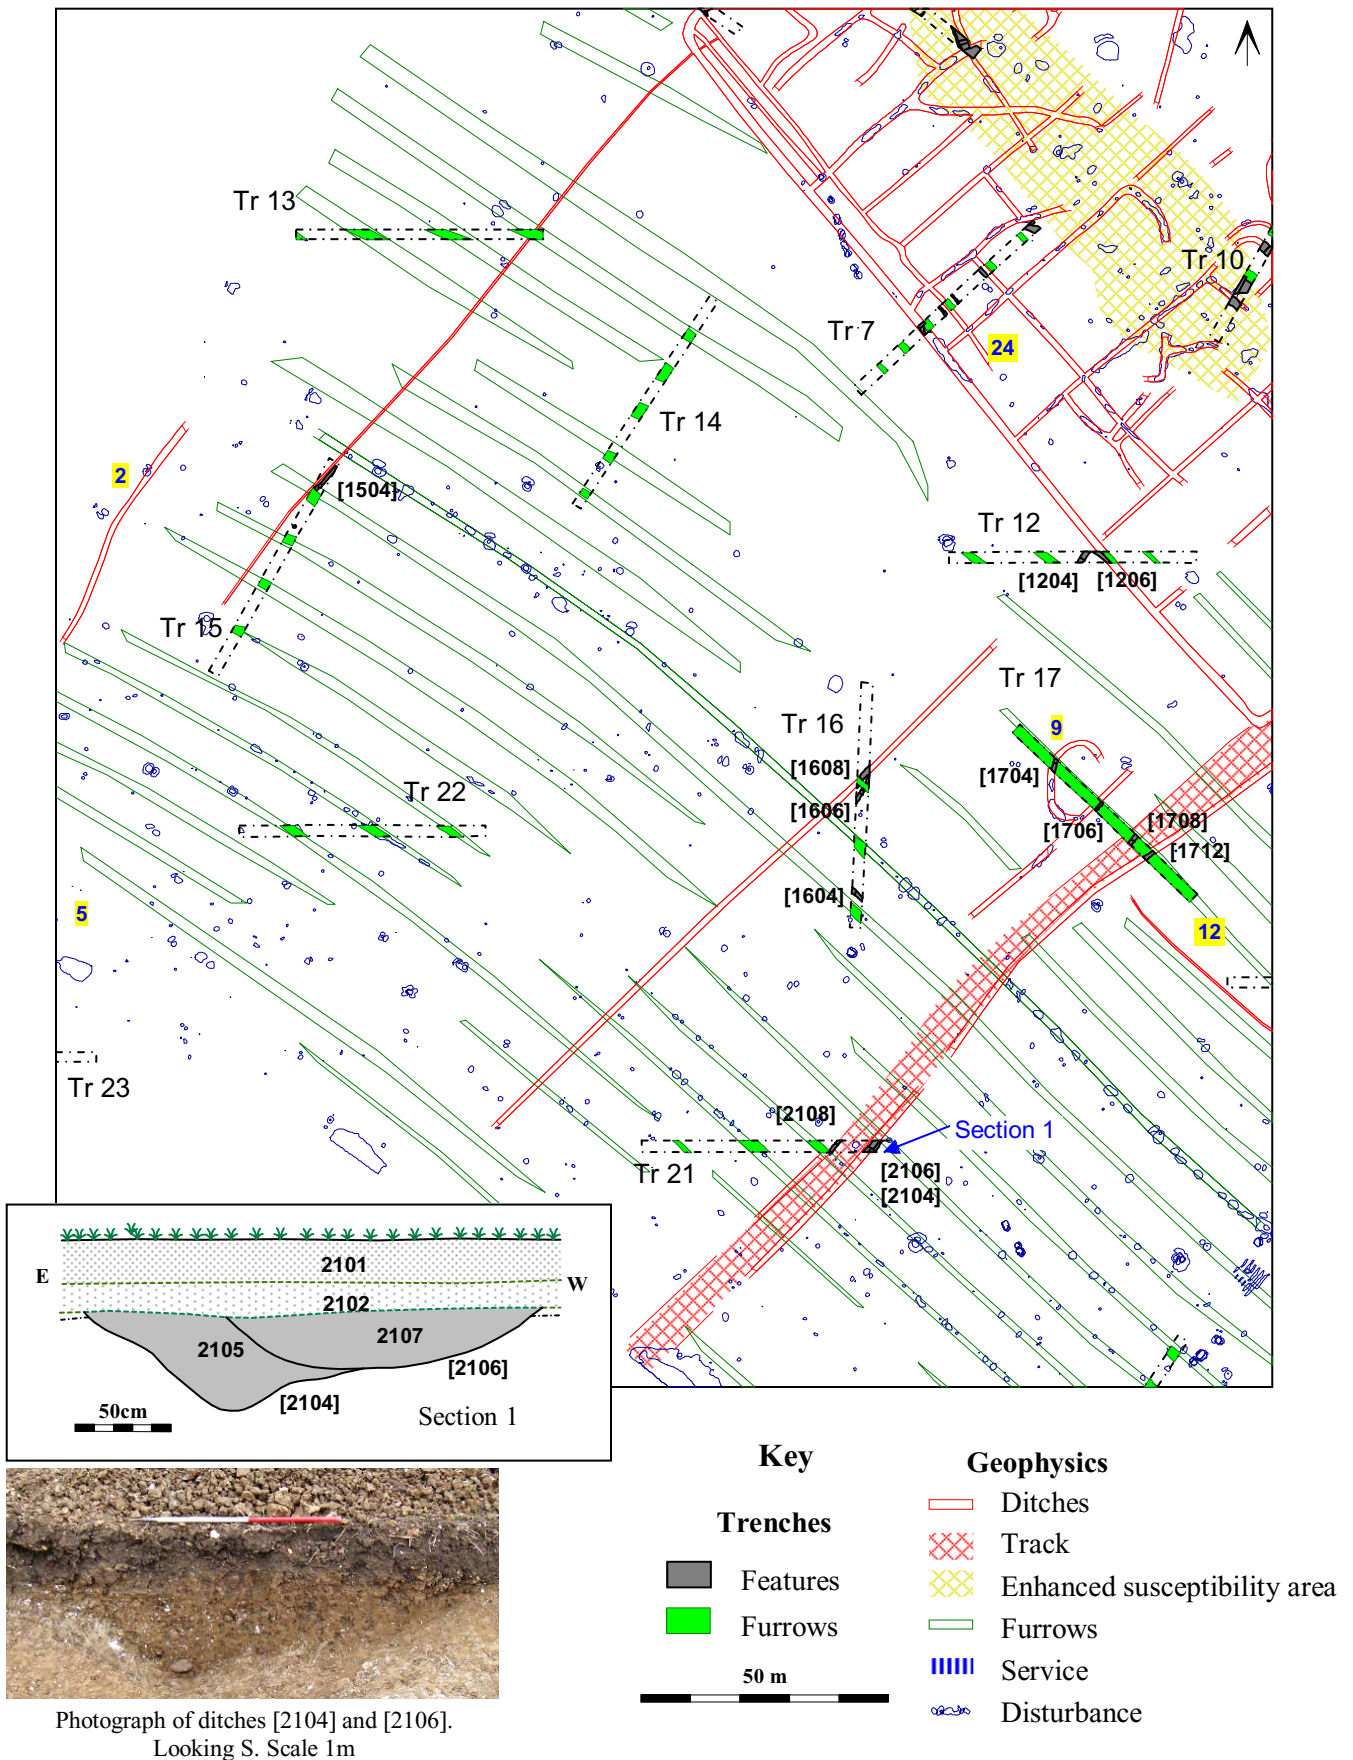 Tr 13
Tr 10
Tr 7
24
Tr 14
2
[1504]
Tr 12
[1204]
[1206]
Tr 15
Tr 17
Tr 16
9
[1608]
[1704]
Tr 22
[1606]
[1706]
[1708]
[1712]
[1604]
5
12
Tr 23
[2108]
Section 1
Tr 21
[2106]
[2104]
2101
E
W
2102
2105
2107
[2106]
[2104]
50cm
Section 1
Key
Trenches
Features
Furrows
50 m
Geophysics
Ditches
Track
Enhanced susceptibility area
Furrows
Service
Disturbance
Photograph of ditches [2104] and [2106].
Looking S. Scale 1m